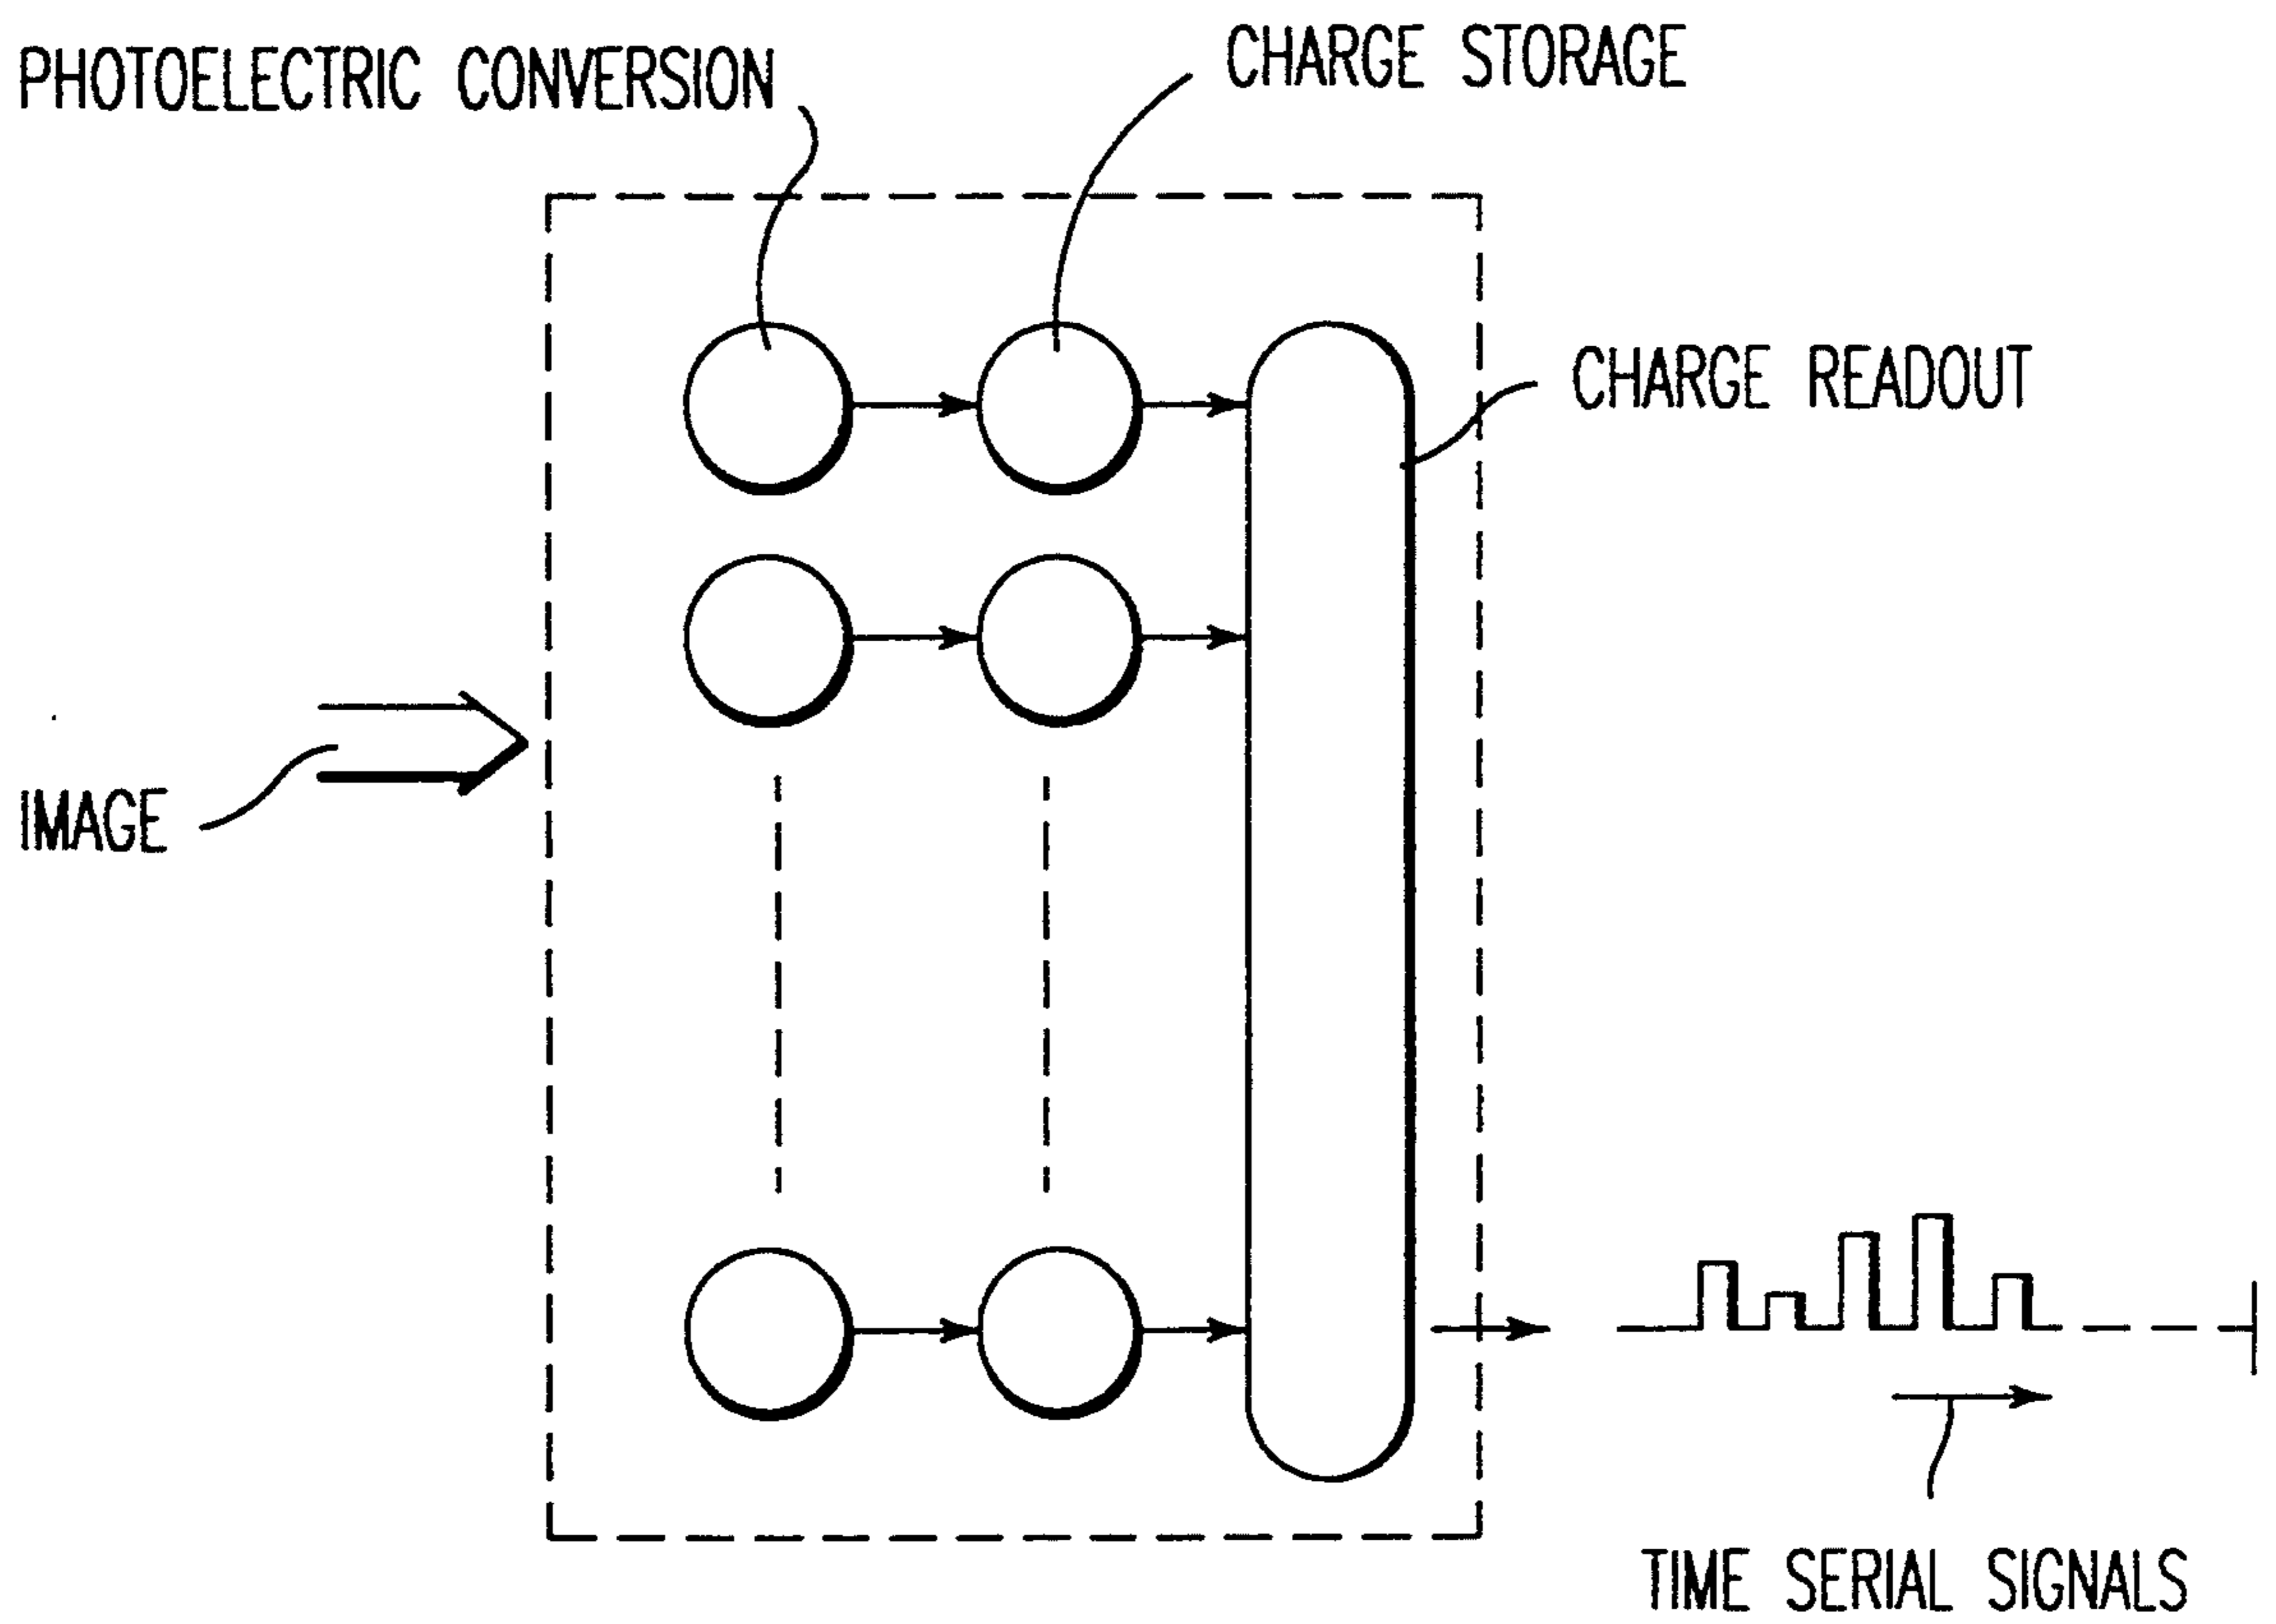 PHOTOELECTRIC CONVERSION
CHARGE STORAGE
CHARGE READOUT
IMAGE
TIME SERIAL SIGNALS